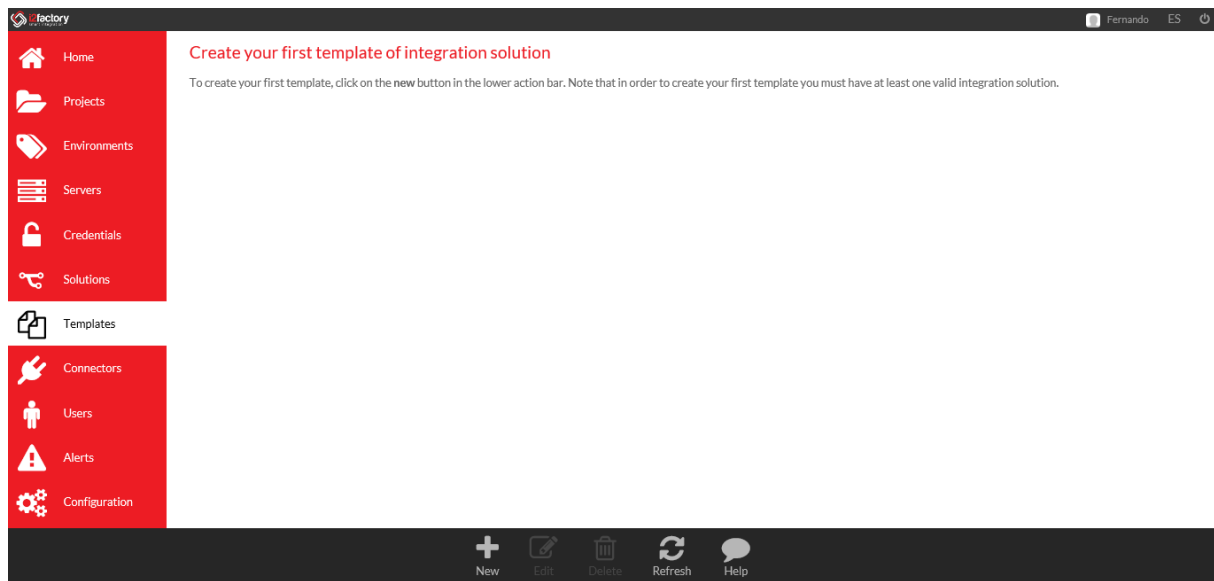 i2factory
Fernando ES
Home
Projects
Environments
Servers
Credentials
Solutions
Templates
Connectors
Users
Alerts
Configuration
Create your first template of integration solution
To create your first template, click on the new button in the lower action bar. Note that in order to create your first template you must have at least one valid integration solution.
New Edit Delete Refresh Help